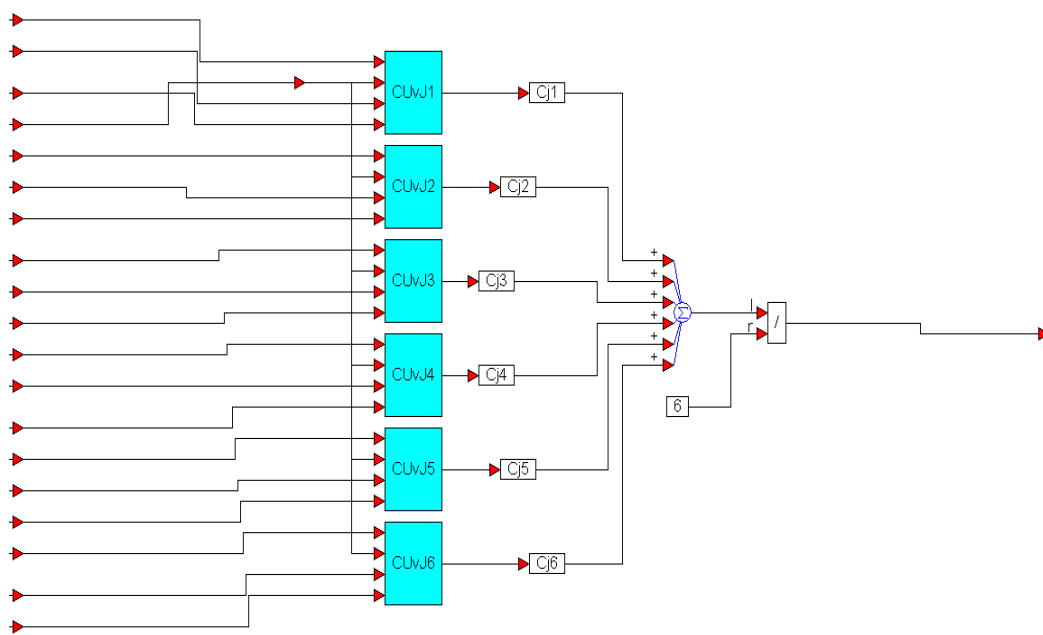 CUvJ1
Cj1
CUvJ2
Cj2
+
+
CUvJ3
Cj3
+
l
Σ
/
+
r
CUvJ4
Cj4
+
+
6
CUvJ5
Cj5
CUvJ6
Cj6